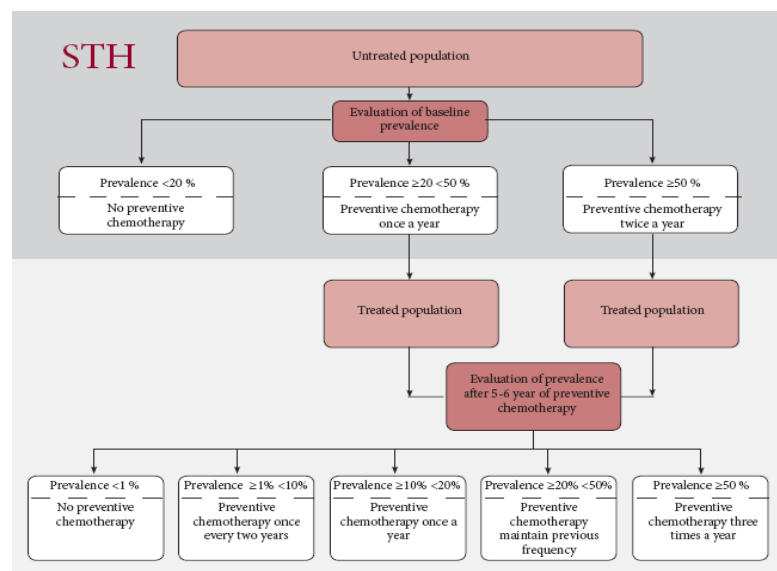 STH
Untreated population
Evaluation of baseline
prevalence
Prevalence <20 %
No preventive
chemotherapy
Prevalence ≥20 <50 %
Preventive chemotherapy
once a year
Prevalence ≥50 %
Preventive chemotherapy
twice a year
Treated population
Treated population
Evaluation of prevalence
after 5-6 year of preventive
chemotherapy
Prevalence <1 %
No preventive
chemotherapy
Prevalence ≥1% <10%
Preventive
chemotherapy once
every two years
Prevalence ≥10% <20%
Preventive
chemotherapy once a
year
Prevalence ≥20% <50%
Preventive
chemotherapy
maintain previous
frequency
Prevalence ≥50 %
Preventive
chemotherapy three
times a year